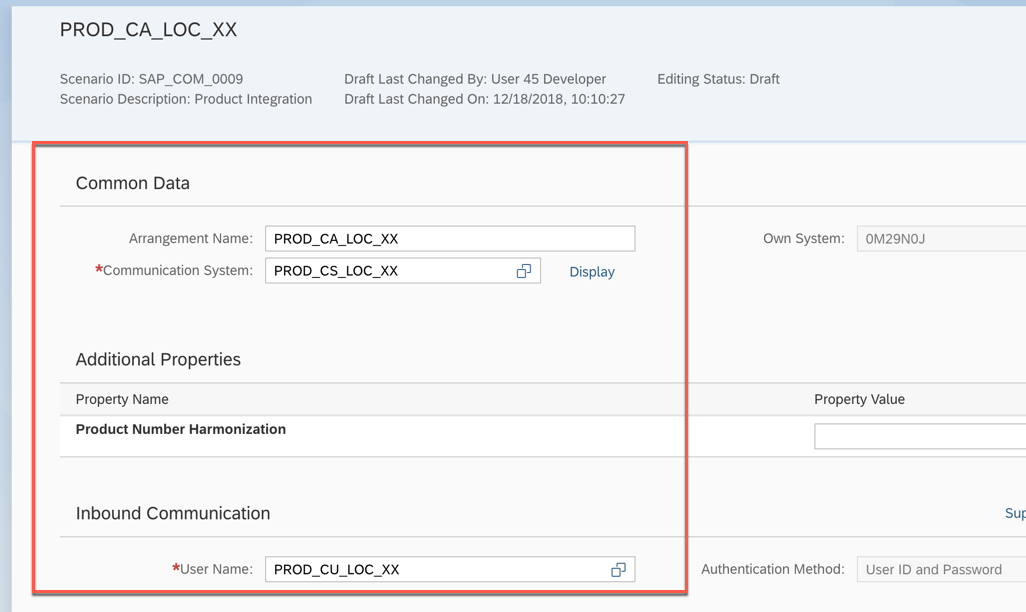 PROD_CA_LOC_XX
Scenario ID: SAP_COM_0009 Draft Last Changed By: User 45 Developer Editing Status: Draft
Scenario Description: Product Integration Draft Last Changed On: 12/18/2018, 10:10:27
Common Data
Arrangement Name: PROD_CA_LOC_XX Own System: 0M29N0J
*Communication System: PROD_CS_LOC_XX Display
Additional Properties
Property Name Property Value
Product Number Harmonization
Inbound Communication
*User Name: PROD_CU_LOC_XX Authentication Method: User ID and Password